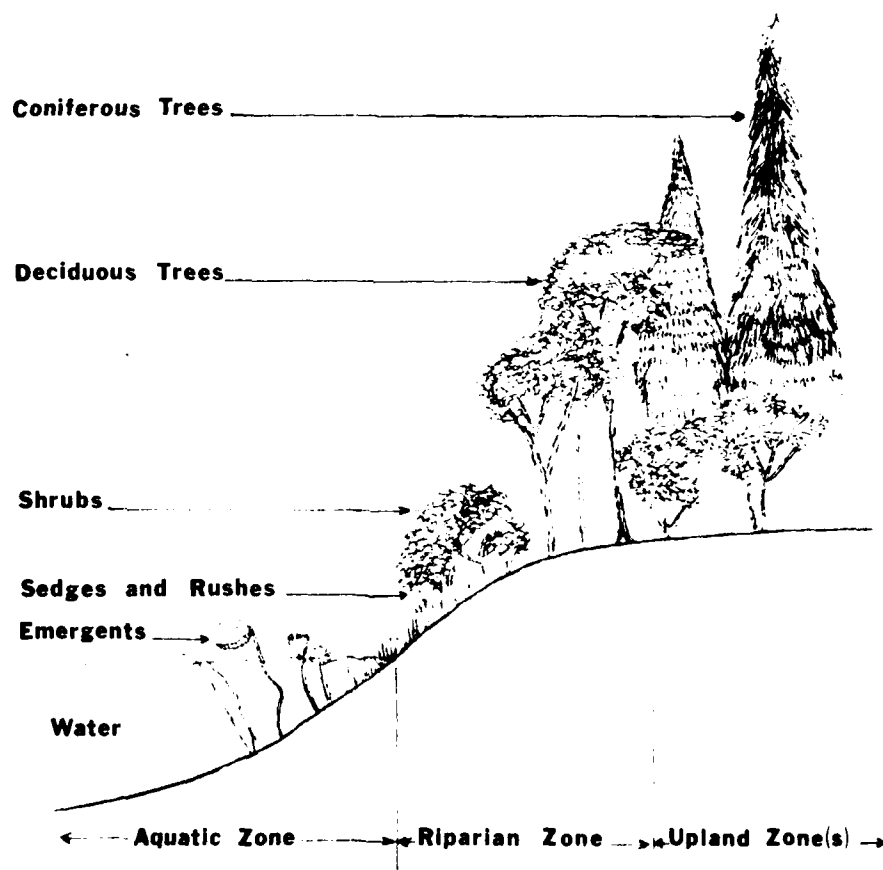 Coniferous Trees
Deciduous Trees
Shrubs
Sedges and Rushes
Emergents
Water
Aquatic Zone
Riparian Zone
Upland Zone(s)